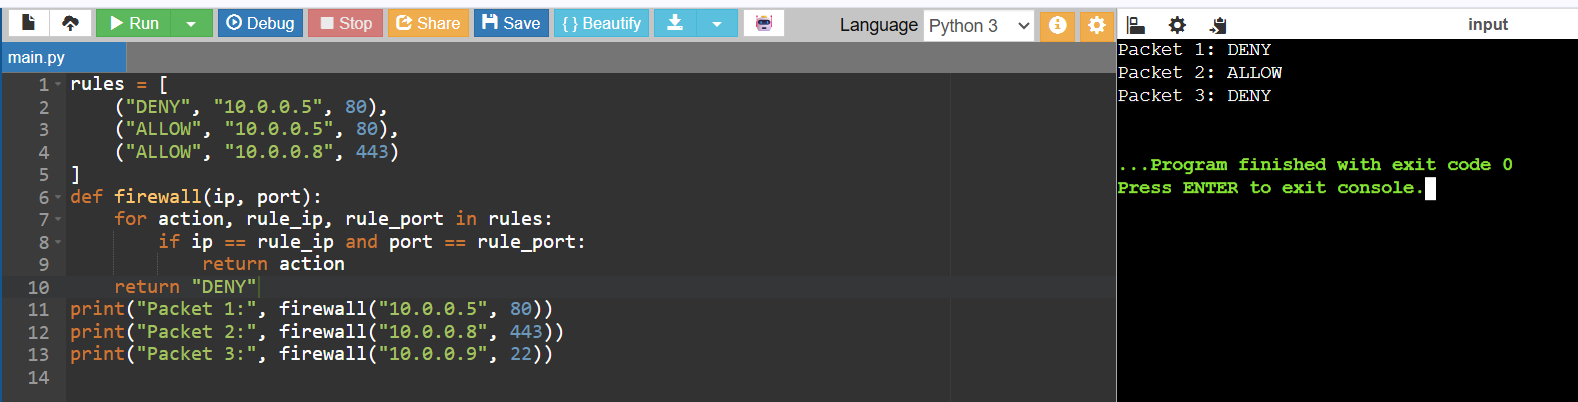 Run Debug Stop Share Save { } Beautify Language Python 3 input
main.py
1 rules = [
2     ("DENY", "10.0.0.5", 80),
3     ("ALLOW", "10.0.0.5", 80),
4     ("ALLOW", "10.0.0.8", 443)
5 ]
6 def firewall(ip, port):
7     for action, rule_ip, rule_port in rules:
8         if ip == rule_ip and port == rule_port:
9             return action
10     return "DENY"
11 print("Packet 1:", firewall("10.0.0.5", 80))
12 print("Packet 2:", firewall("10.0.0.8", 443))
13 print("Packet 3:", firewall("10.0.0.9", 22))
14
Packet 1: DENY
Packet 2: ALLOW
Packet 3: DENY
...Program finished with exit code 0
Press ENTER to exit console.